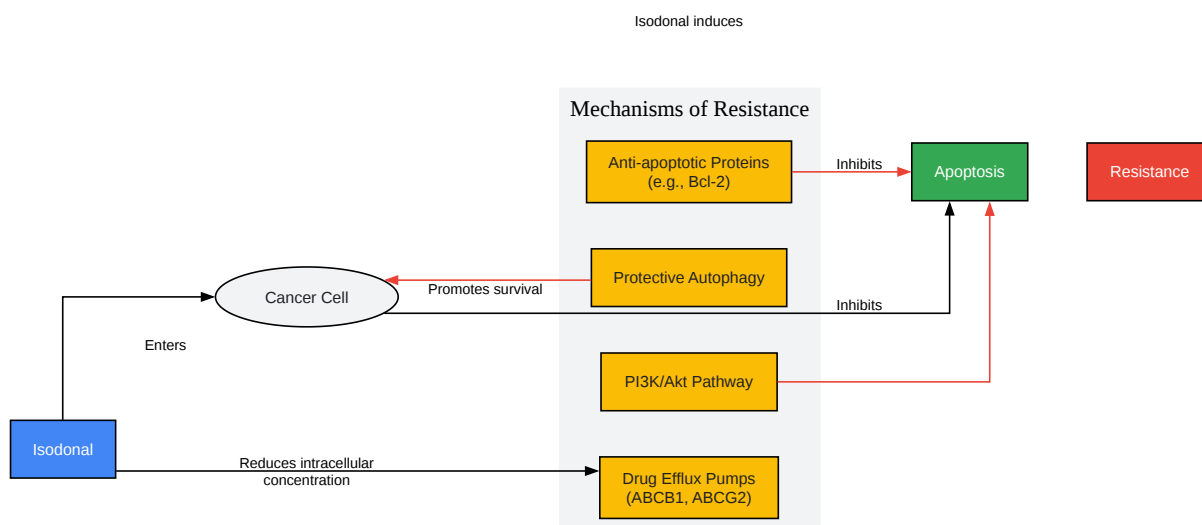 Isodonal induces
Mechanisms of Resistance
Anti-apoptotic Proteins
(e.g., Bcl-2)
Inhibits
Apoptosis
Resistance
Protective Autophagy
Cancer Cell
Promotes survival
Inhibits
Enters
PI3K/Akt Pathway
Isodonal
Reduces intracellular
concentration
Drug Efflux Pumps
(ABCB1, ABCG2)